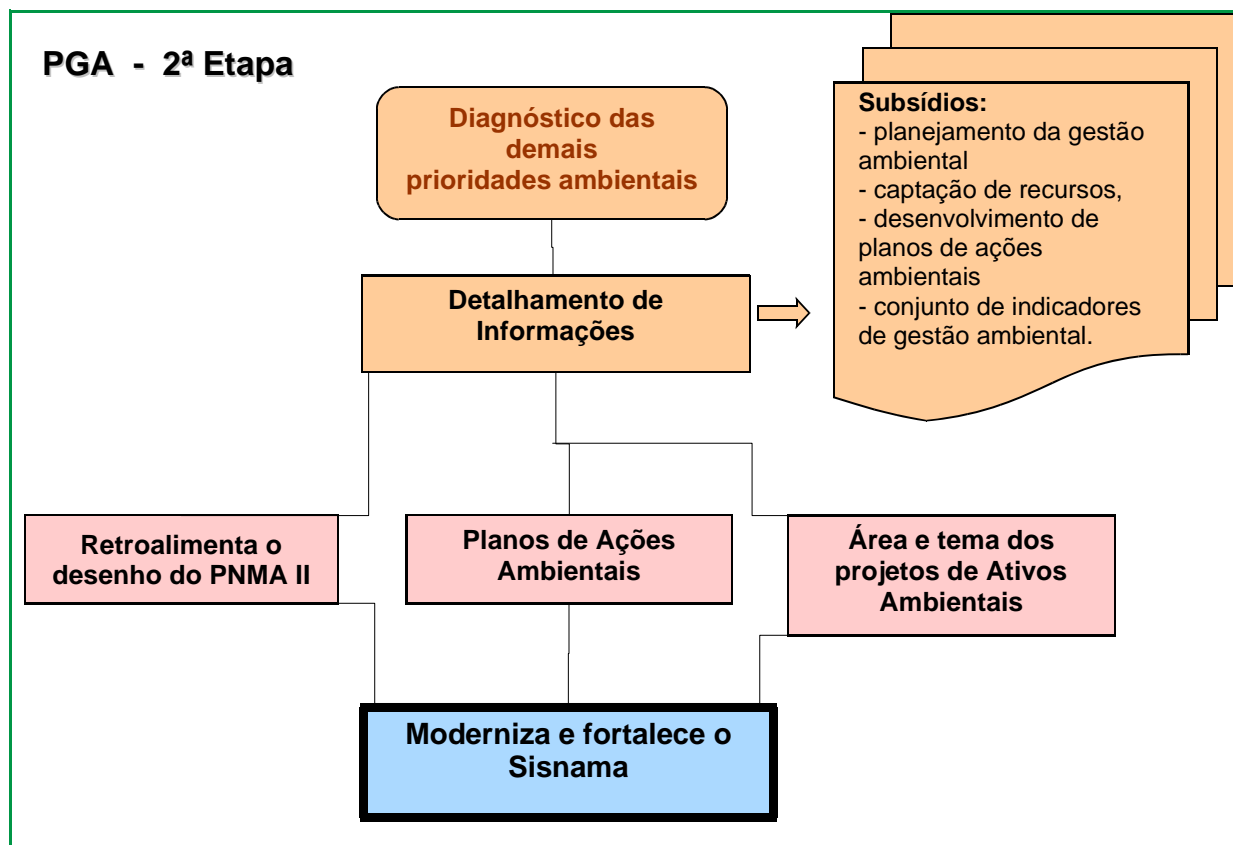 PGA - 2ª Etapa
Diagnóstico das
demais
prioridades ambientais
Subsídios:
- planejamento da gestão
ambiental
- captação de recursos,
- desenvolvimento de
planos de ações
ambientais
- conjunto de indicadores
de gestão ambiental.
Detalhamento de
Informações
Retroalimenta o
desenho do PNMA II
Planos de Ações
Ambientais
Área e tema dos
projetos de Ativos
Ambientais
Moderniza e fortalece o
Sisnama